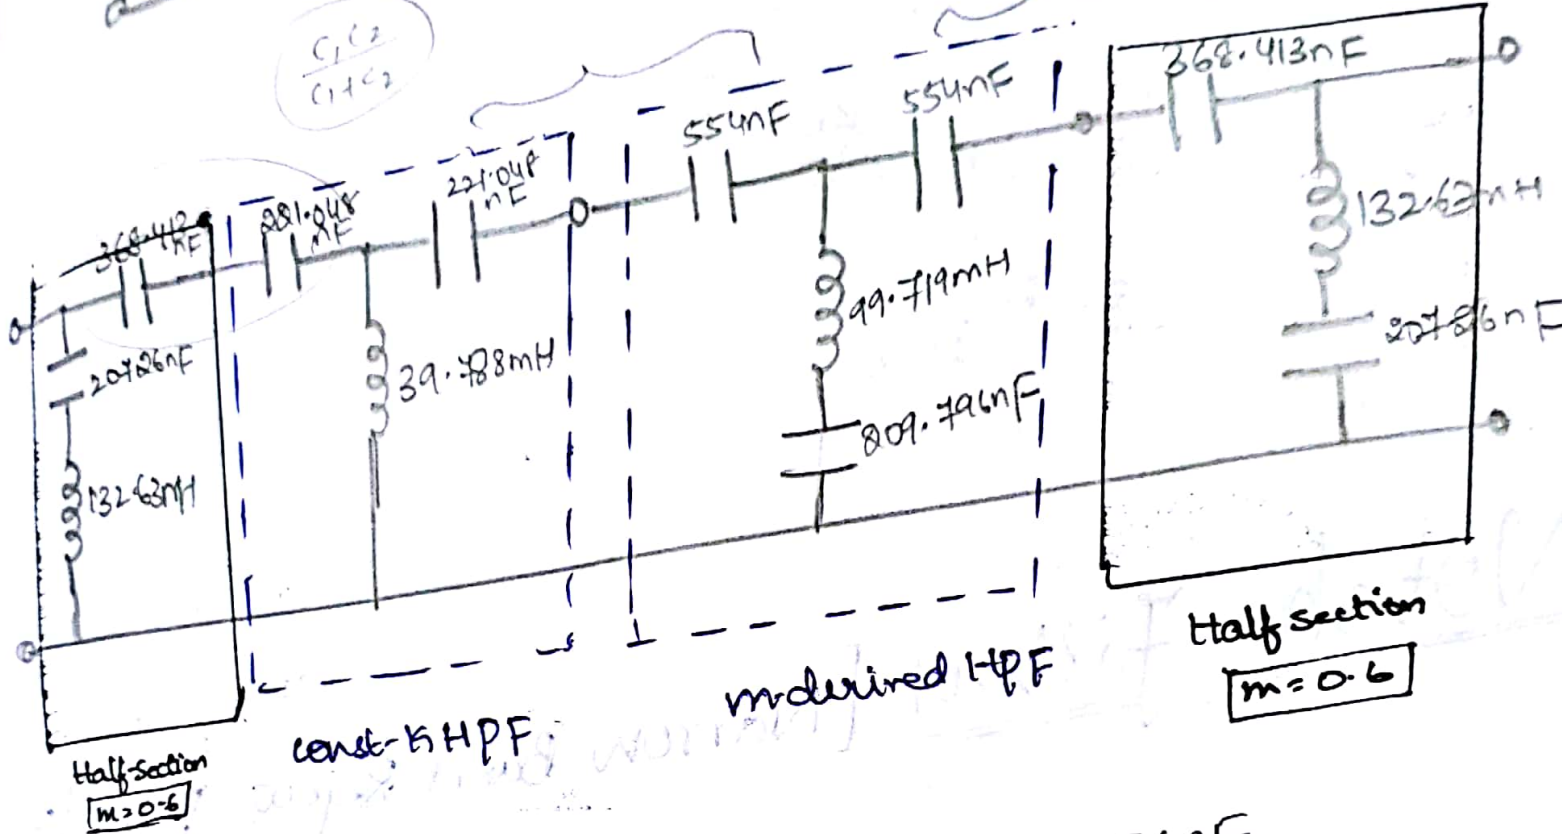 C₁C₂
C₁+C₂
554nF
554nF
368.413nF
221.048
nF
221.048
nF
368.413
nF
207.26nF
132.63mH
39.788mH
99.719mH
809.796nF
132.63mH
207.86nF
Half-section
m=0.6
const-K HPF.
m-derived HPF
Half section
m=0.6